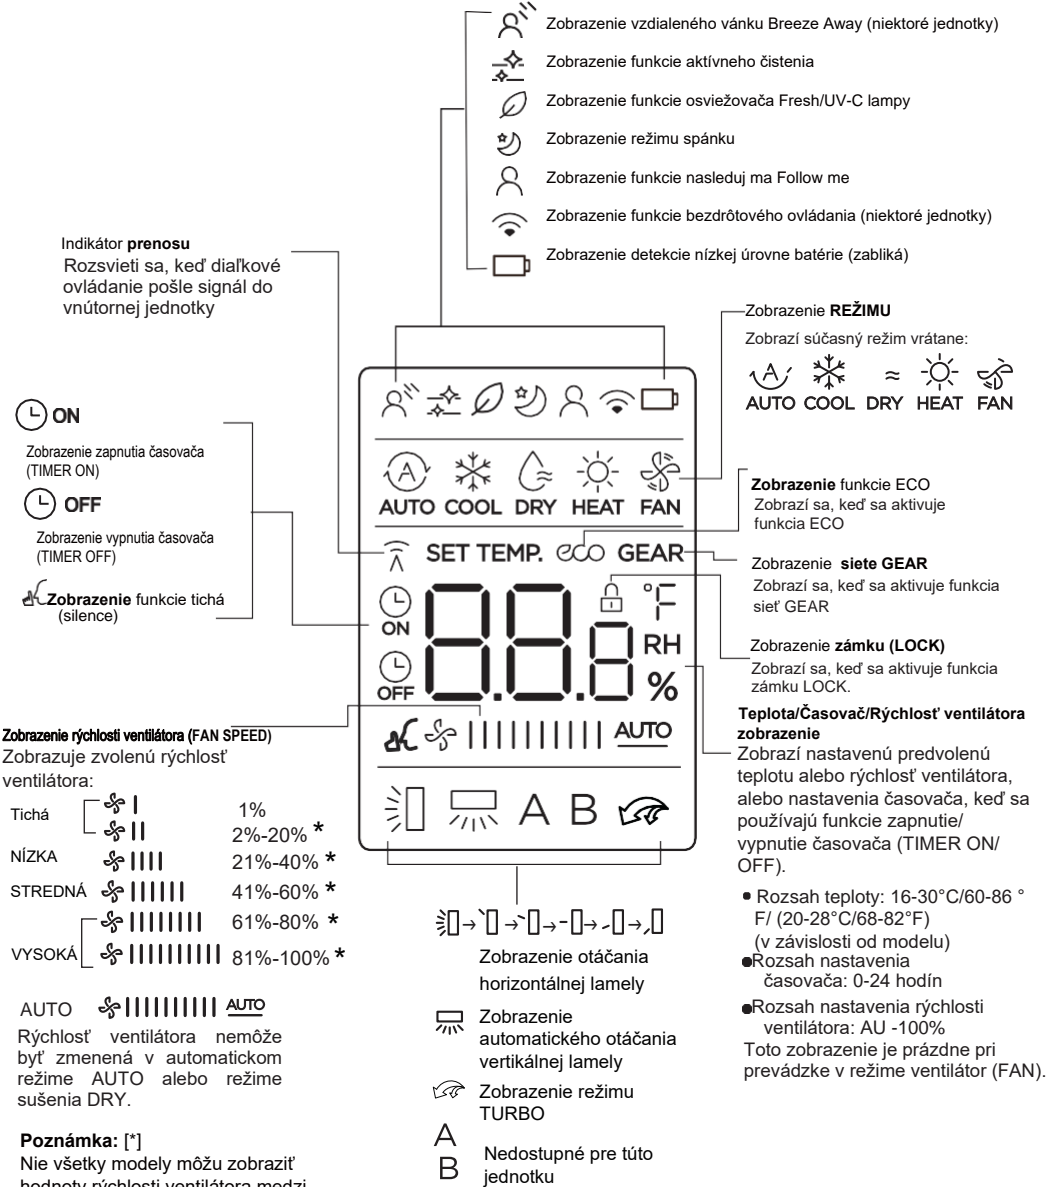 Zobrazenie vzdialeného vánku Breeze Away (niektoré jednotky)
Zobrazenie funkcie aktívneho čistenia
Zobrazenie funkcie osviežovača Fresh/UV-C lampy
Zobrazenie režimu spánku
Zobrazenie funkcie nasleduj ma Follow me
Zobrazenie funkcie bezdrôtového ovládania (niektoré jednotky)
Zobrazenie detekcie nízkej úrovne batérie (zabliká)
Indikátor prenosu
Rozsvieti sa, keď diaľkové
ovládanie pošle signál do
vnútornej jednotky
ON
Zobrazenie zapnutia časovača
(TIMER ON)
OFF
Zobrazenie vypnutia časovača
(TIMER OFF)
Zobrazenie funkcie tichá
(silence)
A
AUTO COOL DRY HEAT FAN
SET TEMP. eco GEAR
ON
OFF
88.8
°F
RH
%
AUTO
A B
Zobrazenie REŽIMU
Zobrazí súčasný režim vrátane:
A
AUTO COOL DRY HEAT FAN
Zobrazenie funkcie ECO
Zobrazí sa, keď sa aktivuje
funkcia ECO
Zobrazenie siete GEAR
Zobrazí sa, keď sa aktivuje funkcia
sieť GEAR
Zobrazenie zámku (LOCK)
Zobrazí sa, keď sa aktivuje funkcia
zámku LOCK.
Teplota/Časovač/Rýchlosť ventilátora
zobrazenie
Zobrazí nastavenú predvolenú
teplotu alebo rýchlosť ventilátora,
alebo nastavenia časovača, keď sa
používajú funkcie zapnutie/
vypnutie časovača (TIMER ON/
OFF).
• Rozsah teploty: 16-30°C/60-86 °
F/ (20-28°C/68-82°F)
(v závislosti od modelu)
•Rozsah nastavenia
časovača: 0-24 hodín
•Rozsah nastavenia rýchlosti
ventilátora: AU -100%
Toto zobrazenie je prázdne pri
prevádzke v režime ventilátor (FAN).
Zobrazenie rýchlosti ventilátora (FAN SPEED)
Zobrazuje zvolenú rýchlosť
ventilátora:
Tichá 1%
2%-20% *
NÍZKA 21%-40% *
STREDNÁ 41%-60% *
61%-80% *
VYSOKÁ 81%-100% *
AUTO AUTO
Rýchlosť ventilátora nemôže
byť zmenená v automatickom
režime AUTO alebo režime
sušenia DRY.
Poznámka: [*]
Nie všetky modely môžu zobraziť
hodnoty rýchlosti ventilátora medzi
Zobrazenie otáčania
horizontálnej lamely
Zobrazenie
automatického otáčania
vertikálnej lamely
Zobrazenie režimu
TURBO
A
B
Nedostupné pre túto
jednotku